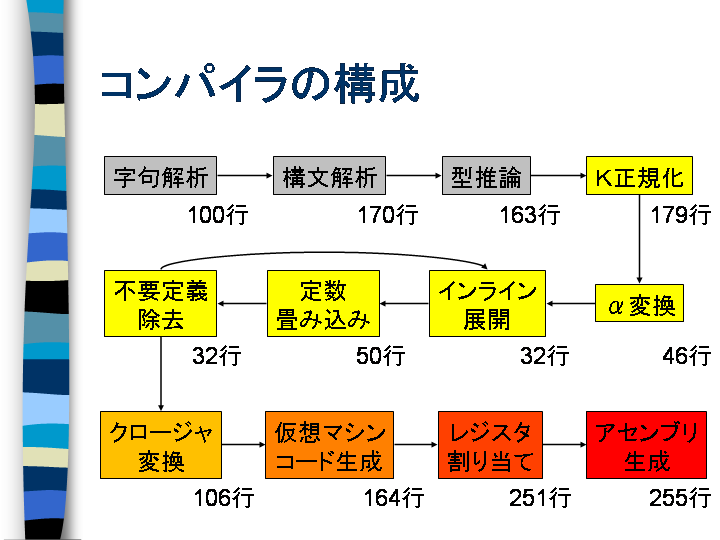 コンパイラの構成
字句解析
構文解析
型推論
K正規化
100行
170行
163行
179行
不要定義
除去
定数
畳み込み
インライン
展開
α変換
32行
50行
32行
46行
クロージャ
変換
仮想マシン
コード生成
レジスタ
割り当て
アセンブリ
生成
106行
164行
251行
255行